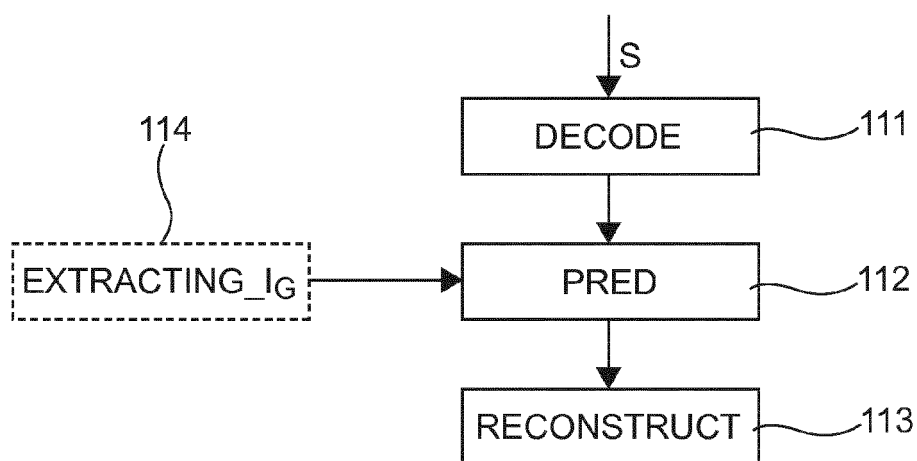 S
DECODE
111
114
EXTRACTING_IG
PRED
112
RECONSTRUCT
113